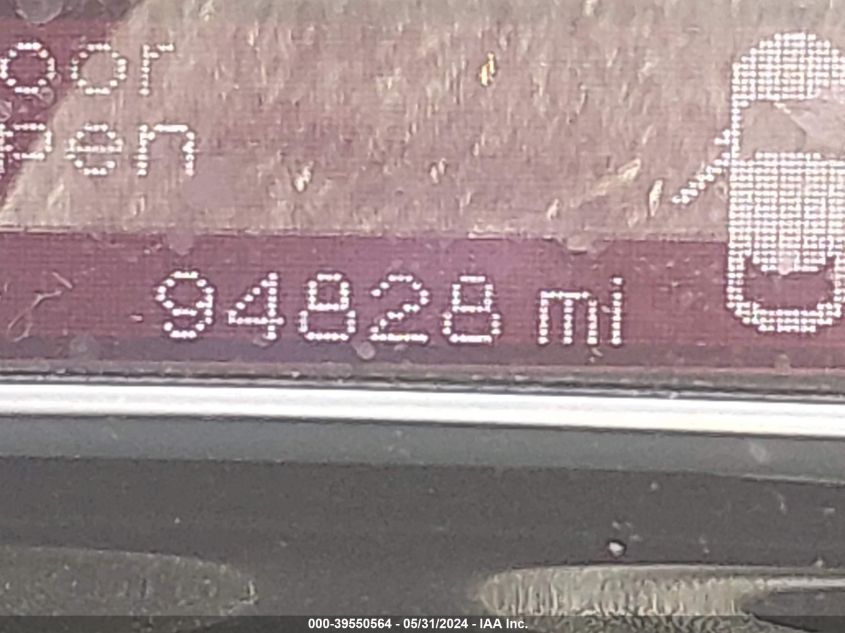 oor
pen
94828 mi
000-39550564 - 05/31/2024 - IAA Inc.